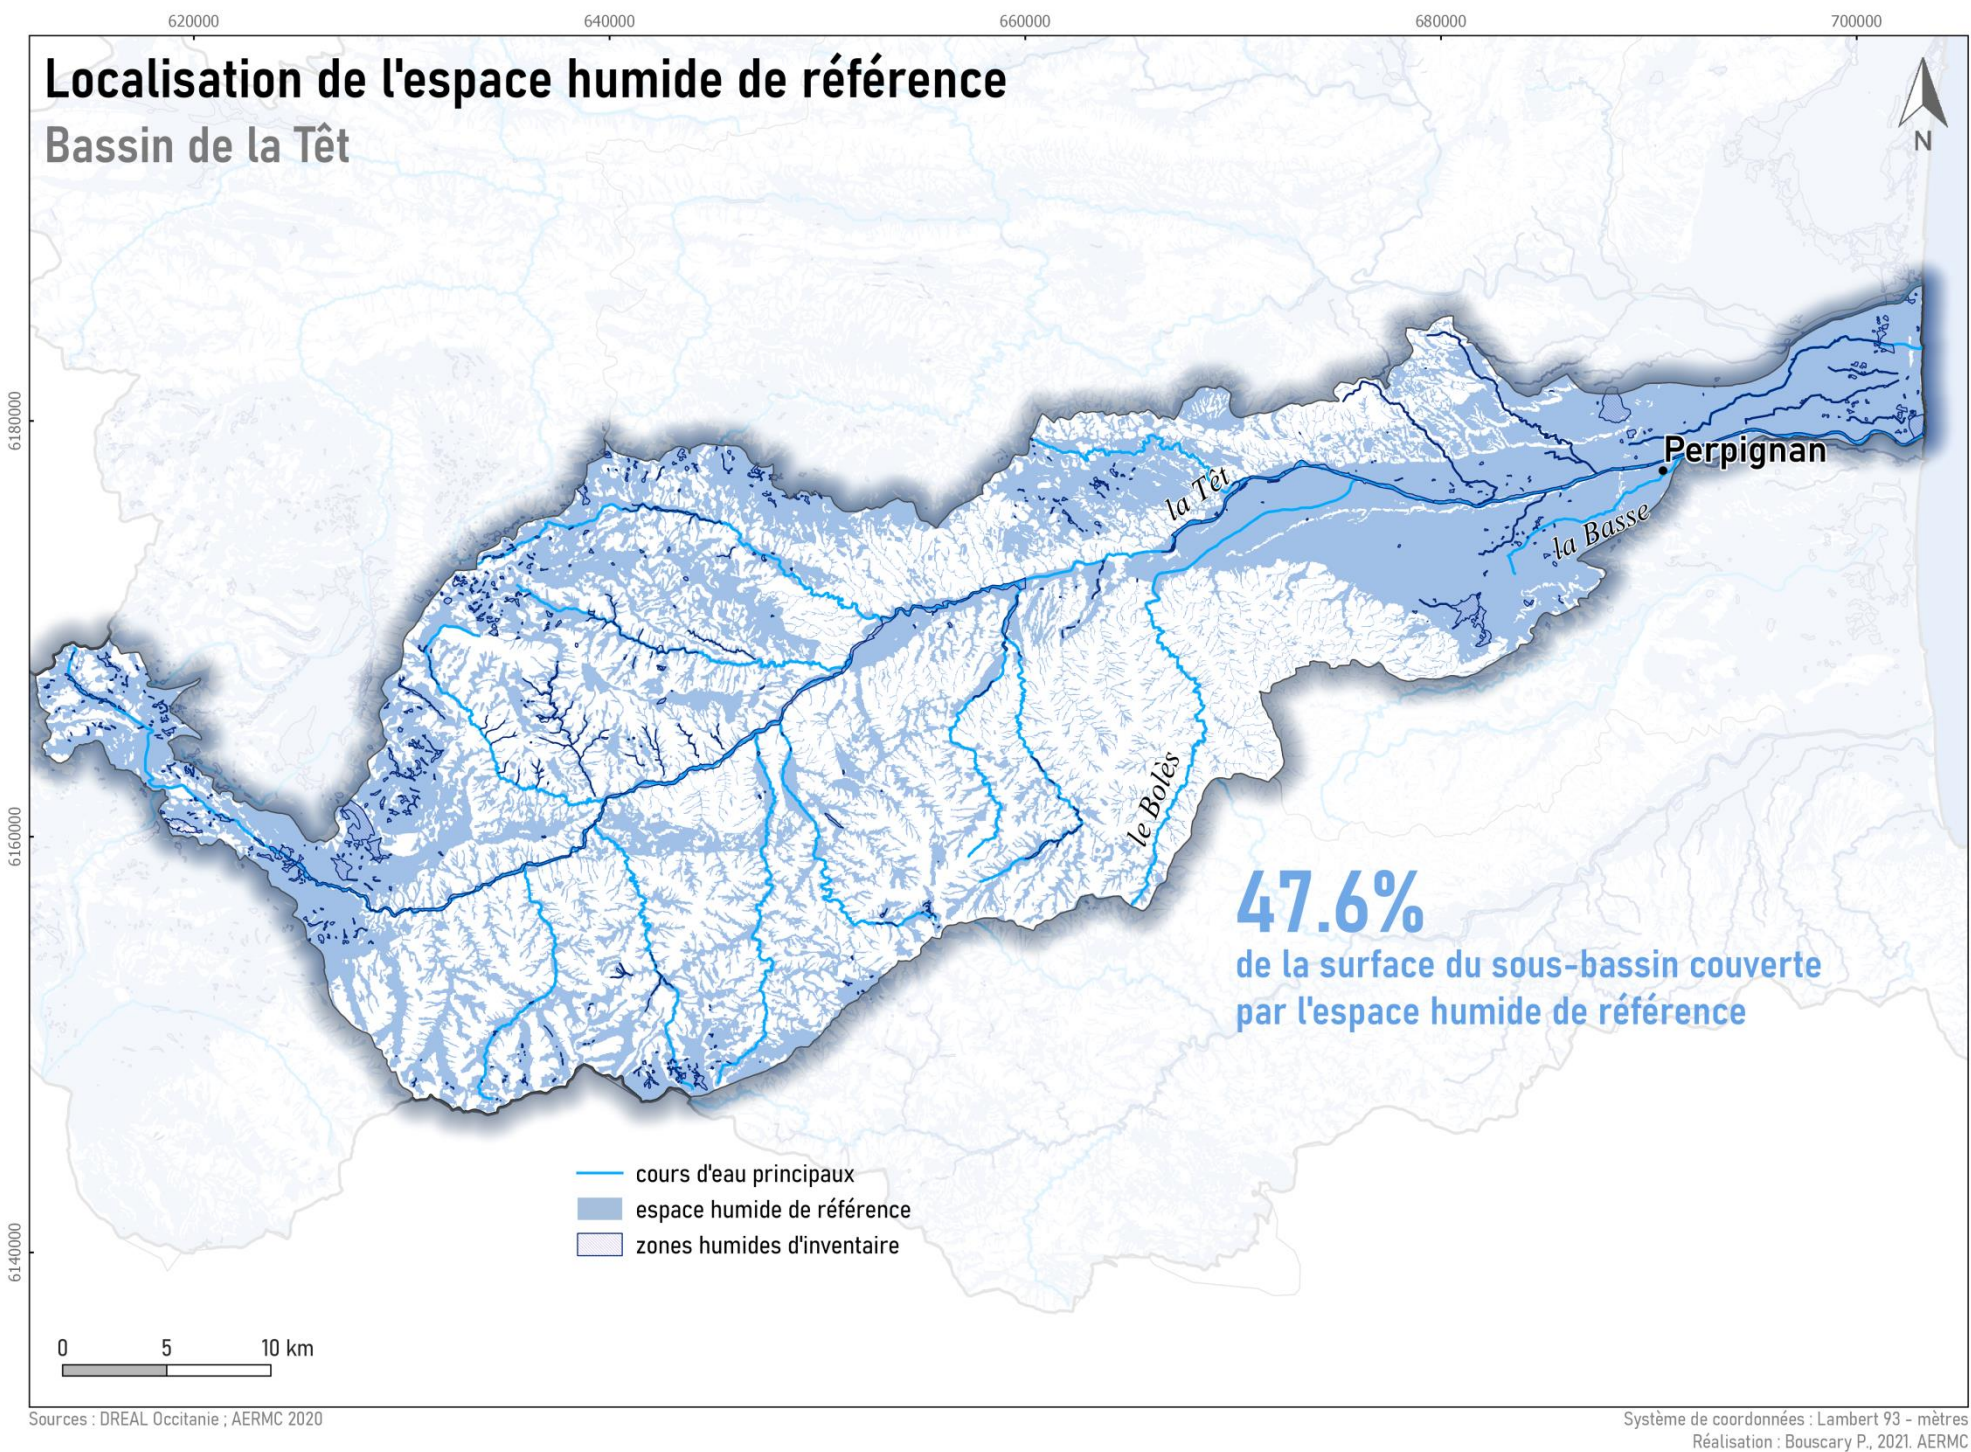 620000
640000
660000
680000
700000
Localisation de l'espace humide de référence
Bassin de la Têt
N
6180000
6160000
6140000
Perpignan
la Têt
la Basse
le Bolès
47.6%
de la surface du sous-bassin couverte
par l'espace humide de référence
cours d'eau principaux
espace humide de référence
zones humides d'inventaire
0 5 10 km
Sources : DREAL Occitanie ; AERMC 2020
Système de coordonnées : Lambert 93 - mètres
Réalisation : Bouscary P., 2021. AERMC